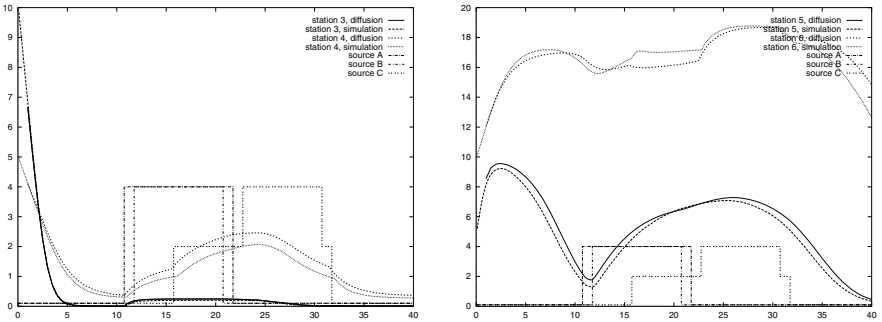 10
9
8
7
6
5
4
3
2
1
0
0 5 10 15 20 25 30 35 40
station 3, diffusion
station 3, simulation
station 4, diffusion
station 4, simulation
source A
source B
source C
20
18
16
14
12
10
8
6
4
2
0
0 5 10 15 20 25 30 35 40
station 5, diffusion
station 5, simulation
station 6, diffusion
station 6, simulation
source A
source B
source C